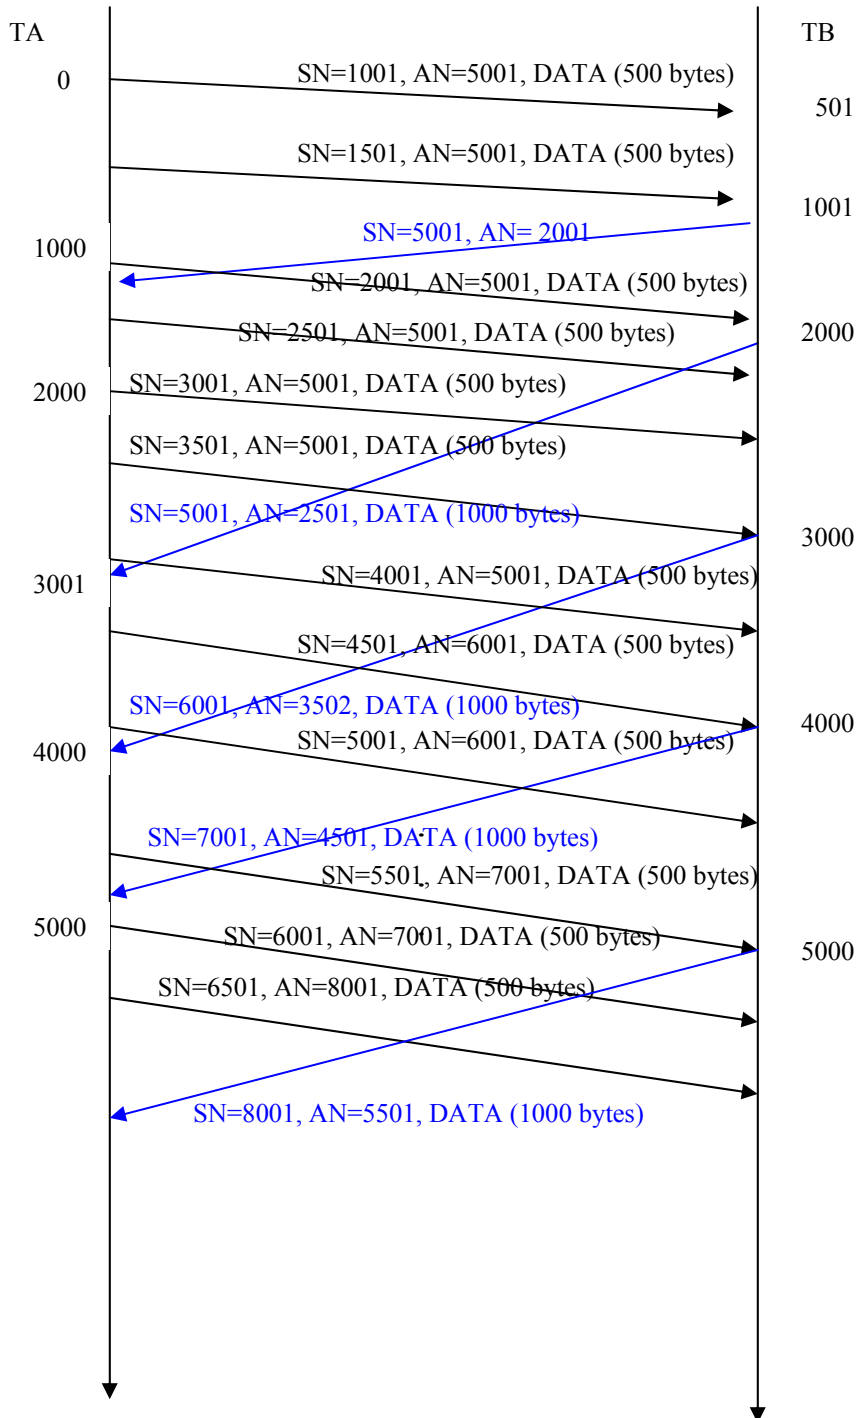 TA
TB
0
SN=1001, AN=5001, DATA (500 bytes)
501
SN=1501, AN=5001, DATA (500 bytes)
1001
SN=5001, AN= 2001
1000
SN=2001, AN=5001, DATA (500 bytes)
SN=2501, AN=5001, DATA (500 bytes)
2000
SN=3001, AN=5001, DATA (500 bytes)
2000
SN=3501, AN=5001, DATA (500 bytes)
SN=5001, AN=2501, DATA (1000 bytes)
3000
3001
SN=4001, AN=5001, DATA (500 bytes)
SN=4501, AN=6001, DATA (500 bytes)
SN=6001, AN=3502, DATA (1000 bytes)
4000
SN=5001, AN=6001, DATA (500 bytes)
4000
SN=7001, AN=4501, DATA (1000 bytes)
SN=5501, AN=7001, DATA (500 bytes)
5000
SN=6001, AN=7001, DATA (500 bytes)
5000
SN=6501, AN=8001, DATA (500 bytes)
SN=8001, AN=5501, DATA (1000 bytes)